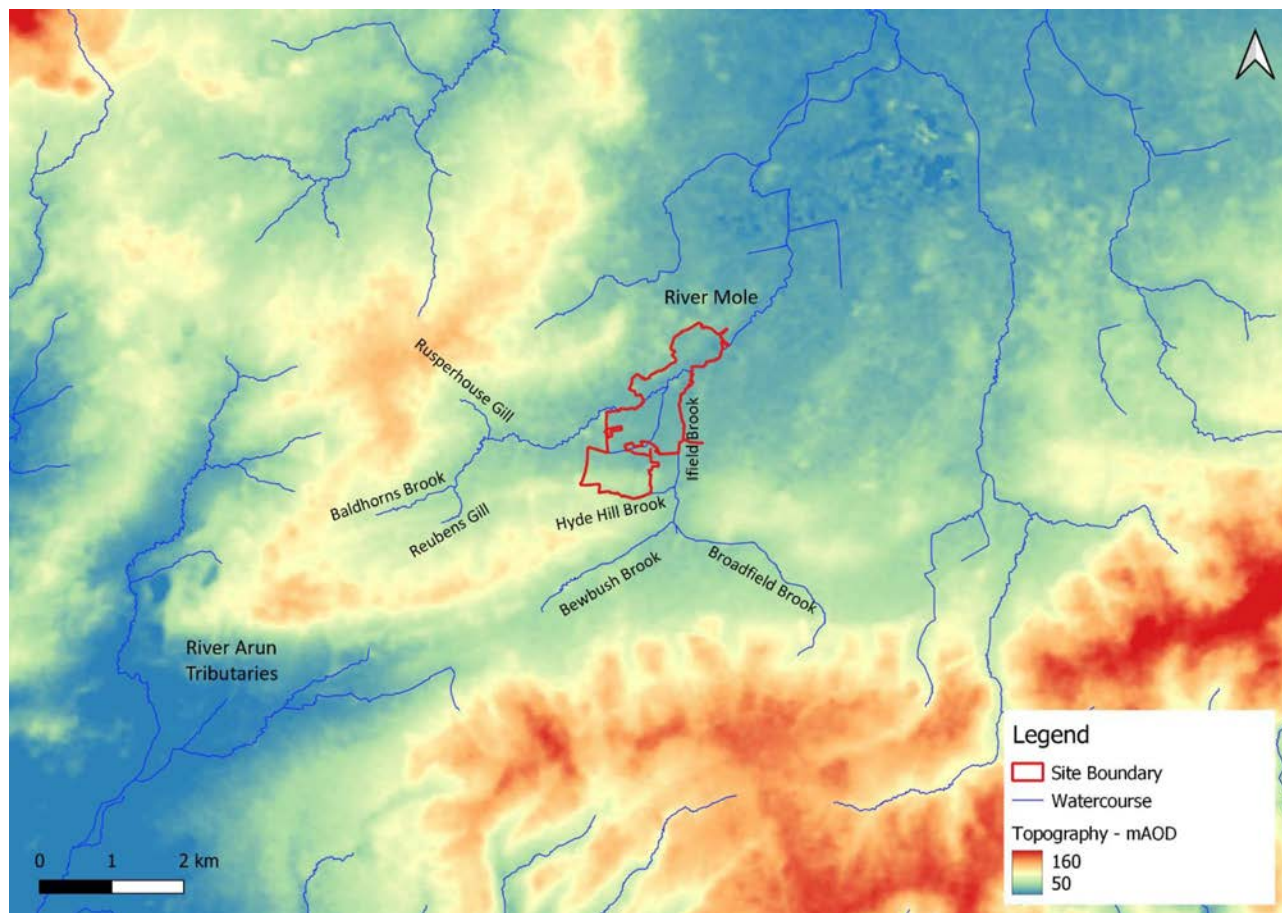 River Mole
Rusperhouse Gill
Ifield Brook
Baldhorns Brook
Reubens Gill
Hyde Hill Brook
Bewbush Brook
Broadfield Brook
River Arun
Tributaries
Legend
Site Boundary
Watercourse
Topography - mAOD
160
50
0 1 2 km